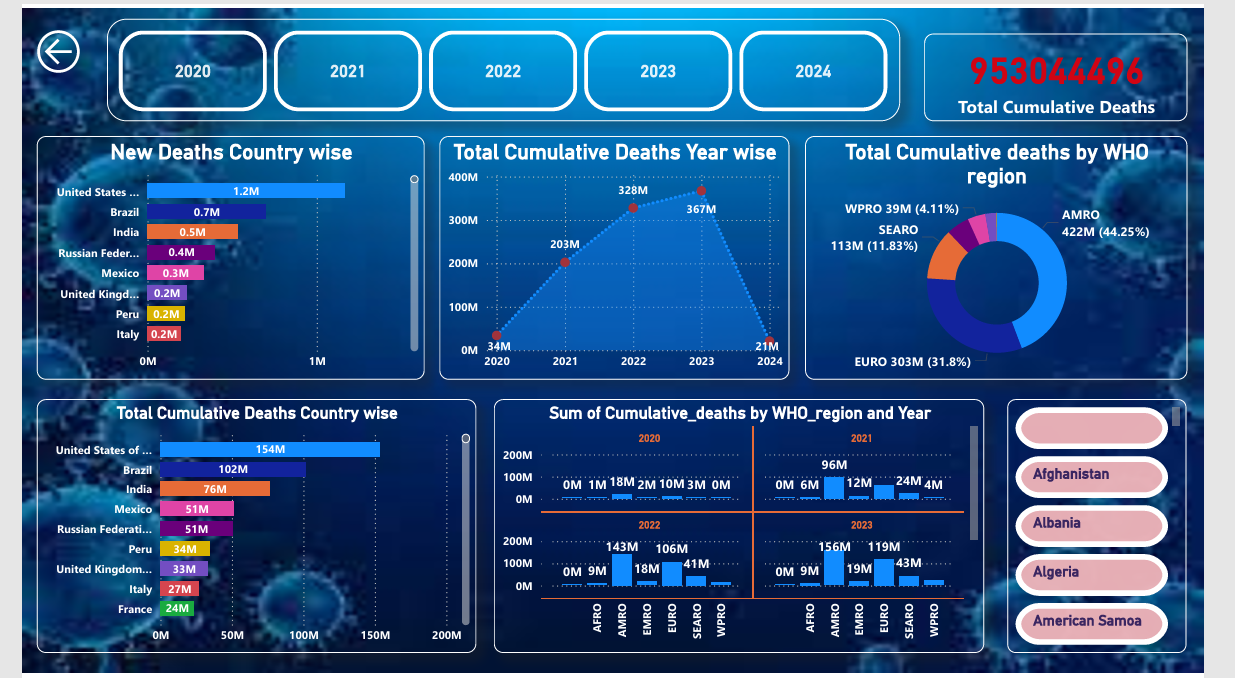 2020
2021
2022
2023
2024
953044496
Total Cumulative Deaths
New Deaths Country wise
United States ...
1.2M
Brazil
0.7M
India
0.5M
Russian Feder...
0.4M
Mexico
0.3M
United Kingd...
0.2M
Peru
0.2M
Italy
0.2M
0M
1M
Total Cumulative Deaths Year wise
400M
300M
200M
100M
0M
34M
203M
328M
367M
21M
2020
2021
2022
2023
2024
Total Cumulative deaths by WHO
region
WPRO 39M (4.11%)
SEARO
113M (11.83%)
AMRO
422M (44.25%)
EURO 303M (31.8%)
Total Cumulative Deaths Country wise
United States of ...
154M
Brazil
102M
India
76M
Mexico
51M
Russian Federati...
51M
Peru
34M
United Kingdom...
33M
Italy
27M
France
24M
0M
50M
100M
150M
200M
Sum of Cumulative_deaths by WHO_region and Year
2020
2021
200M
100M
0M
0M 1M 18M 2M 10M 3M 0M
0M 6M 96M 12M 24M 4M
2022
2023
200M
100M
0M
0M 9M 143M 18M 106M 41M
0M 9M 156M 19M 119M 43M
AFRO
AMRO
EMRO
EURO
SEARO
WPRO
AFRO
AMRO
EMRO
EURO
SEARO
WPRO
Afghanistan
Albania
Algeria
American Samoa